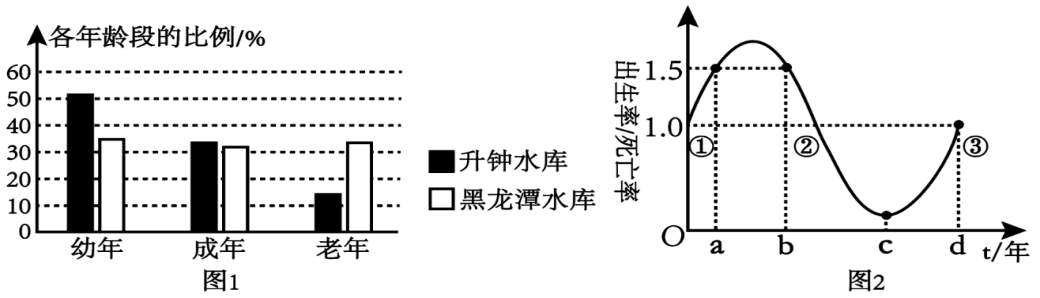 各年龄段的比例/%
60
50
40
30
20
10
0
幼年 成年 老年
图1
升钟水库
黑龙潭水库
出生率/死亡率
1.5
1.0
① ② ③
O a b c d t/年
图2